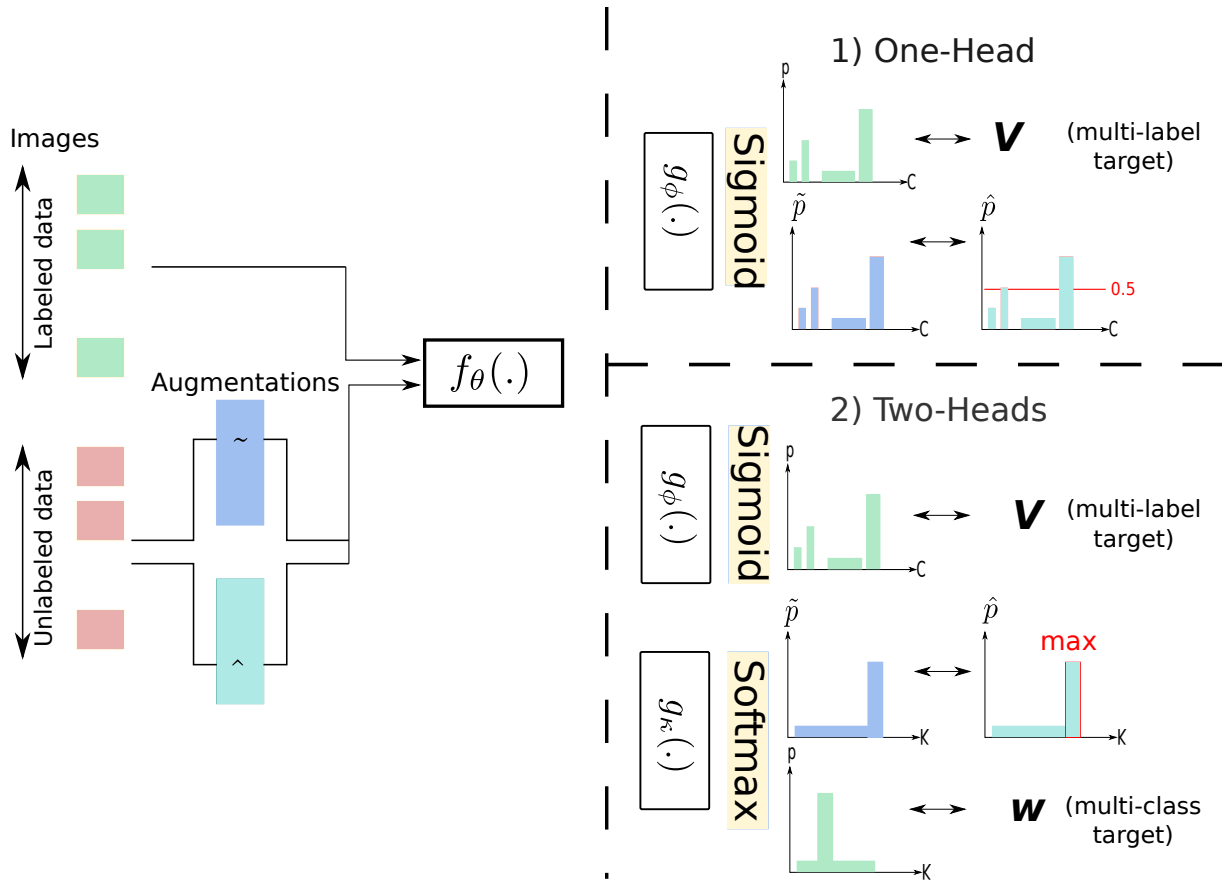 Images
Labeled data
Unlabeled data
Augmentations
~
^
f_θ(.)
1) One-Head
g_ϕ(.)
Sigmoid
p
C
V
(multi-label
target)
p̃
C
p̂
0.5
C
2) Two-Heads
g_ϕ(.)
Sigmoid
p
C
V
(multi-label
target)
g_κ(.)
Softmax
p̃
K
p̂
max
K
p
K
w
(multi-class
target)